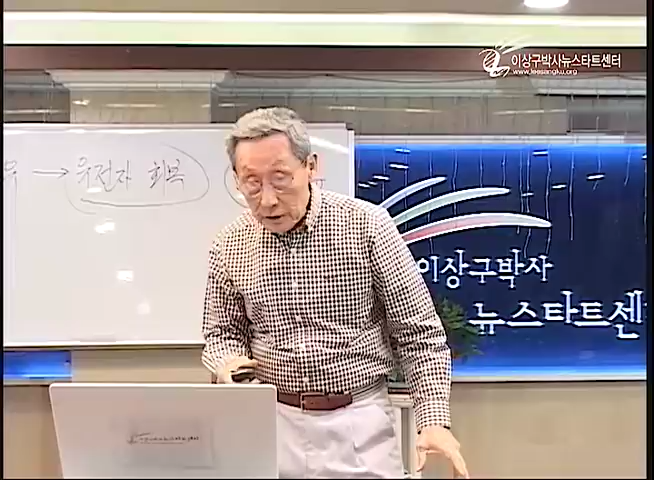 이상구박사뉴스타트센터
www.leesangku.org
→ 유전자 회복
이상구박사
뉴스타트센